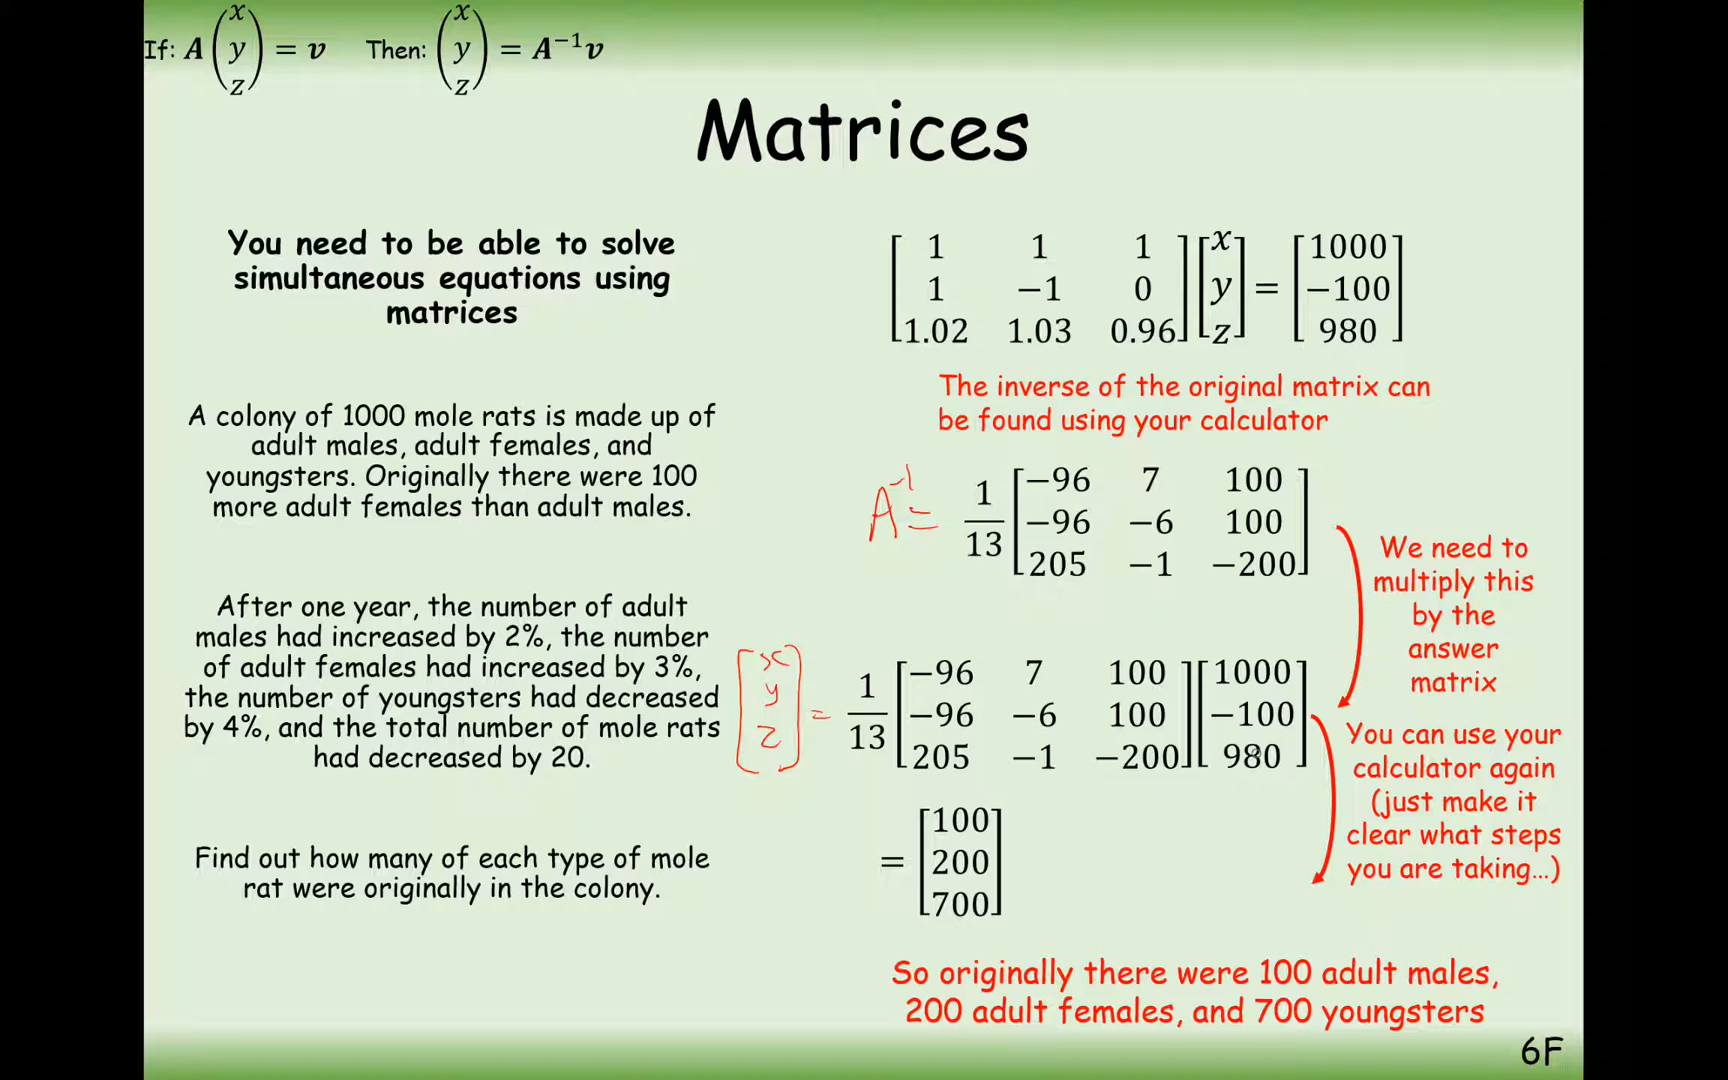 If: A(x y z) = v Then: (x y z) = A⁻¹v
Matrices
You need to be able to solve
simultaneous equations using
matrices
A colony of 1000 mole rats is made up of
adult males, adult females, and
youngsters. Originally there were 100
more adult females than adult males.
After one year, the number of adult
males had increased by 2%, the number
of adult females had increased by 3%,
the number of youngsters had decreased
by 4%, and the total number of mole rats
had decreased by 20.
Find out how many of each type of mole
rat were originally in the colony.
[1 1 1] [x] [1000]
[1 −1 0] [y] = [−100]
[1.02 1.03 0.96] [z] [980]
The inverse of the original matrix can
be found using your calculator
[−96 7 100]
A⁻¹ = 1/13 [−96 −6 100]
[205 −1 −200]
We need to
multiply this
by the
answer
matrix
[x] [−96 7 100] [1000]
[y] = 1/13 [−96 −6 100] [−100]
[z] [205 −1 −200] [980]
You can use your
calculator again
(just make it
clear what steps
you are taking…)
[100]
= [200]
[700]
So originally there were 100 adult males,
200 adult females, and 700 youngsters
6F